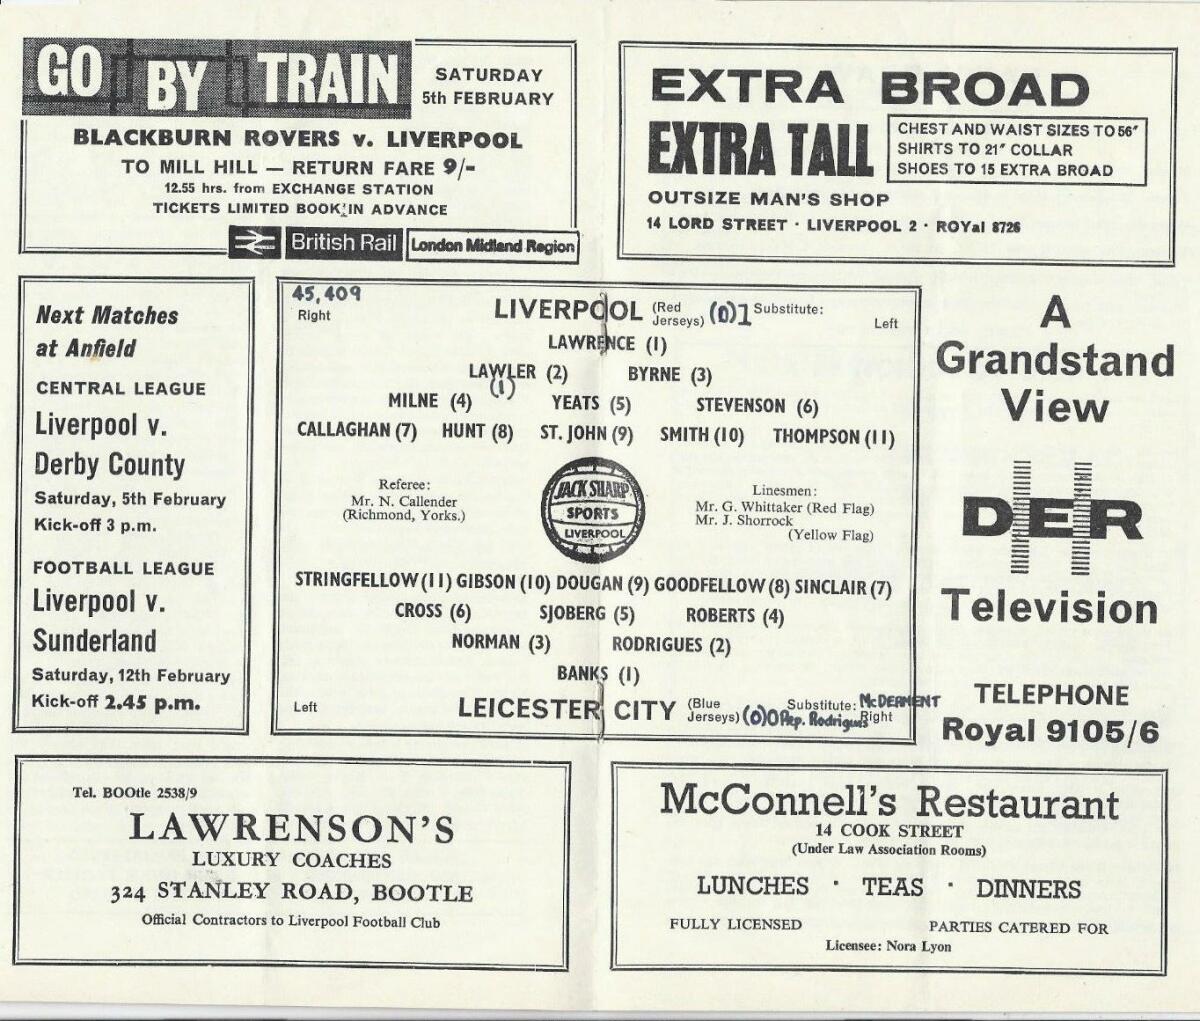 GO BY TRAIN
SATURDAY
5th FEBRUARY
BLACKBURN ROVERS v. LIVERPOOL
TO MILL HILL — RETURN FARE 9/-
12.55 hrs. from EXCHANGE STATION
TICKETS LIMITED BOOK IN ADVANCE
British Rail London Midland Region
EXTRA BROAD
EXTRA TALL
CHEST AND WAIST SIZES TO 56"
SHIRTS TO 21" COLLAR
SHOES TO 15 EXTRA BROAD
OUTSIZE MAN'S SHOP
14 LORD STREET · LIVERPOOL 2 · ROYal 8726
Next Matches
at Anfield
CENTRAL LEAGUE
Liverpool v.
Derby County
Saturday, 5th February
Kick-off 3 p.m.
FOOTBALL LEAGUE
Liverpool v.
Sunderland
Saturday, 12th February
Kick-off 2.45 p.m.
45,409
Right
LIVERPOOL (Red Jerseys) (0)1 Substitute:
Left
LAWRENCE (1)
LAWLER (2) BYRNE (3)
(1)
MILNE (4) YEATS (5) STEVENSON (6)
CALLAGHAN (7) HUNT (8) ST. JOHN (9) SMITH (10) THOMPSON (11)
Referee:
Mr. N. Callender
(Richmond, Yorks.)
JACK SHARP
SPORTS
LIVERPOOL
Linesmen:
Mr. G. Whittaker (Red Flag)
Mr. J. Shorrock
(Yellow Flag)
STRINGFELLOW (11) GIBSON (10) DOUGAN (9) GOODFELLOW (8) SINCLAIR (7)
CROSS (6) SJOBERG (5) ROBERTS (4)
NORMAN (3) RODRIGUES (2)
BANKS (1)
Left
LEICESTER CITY (Blue Jerseys) (0)0 Substitute: McDERMENT
Rep. Rodrigues
Right
A
Grandstand
View
DER
Television
TELEPHONE
Royal 9105/6
Tel. BOOtle 2538/9
LAWRENSON'S
LUXURY COACHES
324 STANLEY ROAD, BOOTLE
Official Contractors to Liverpool Football Club
McConnell's Restaurant
14 COOK STREET
(Under Law Association Rooms)
LUNCHES · TEAS · DINNERS
FULLY LICENSED PARTIES CATERED FOR
Licensee: Nora Lyon